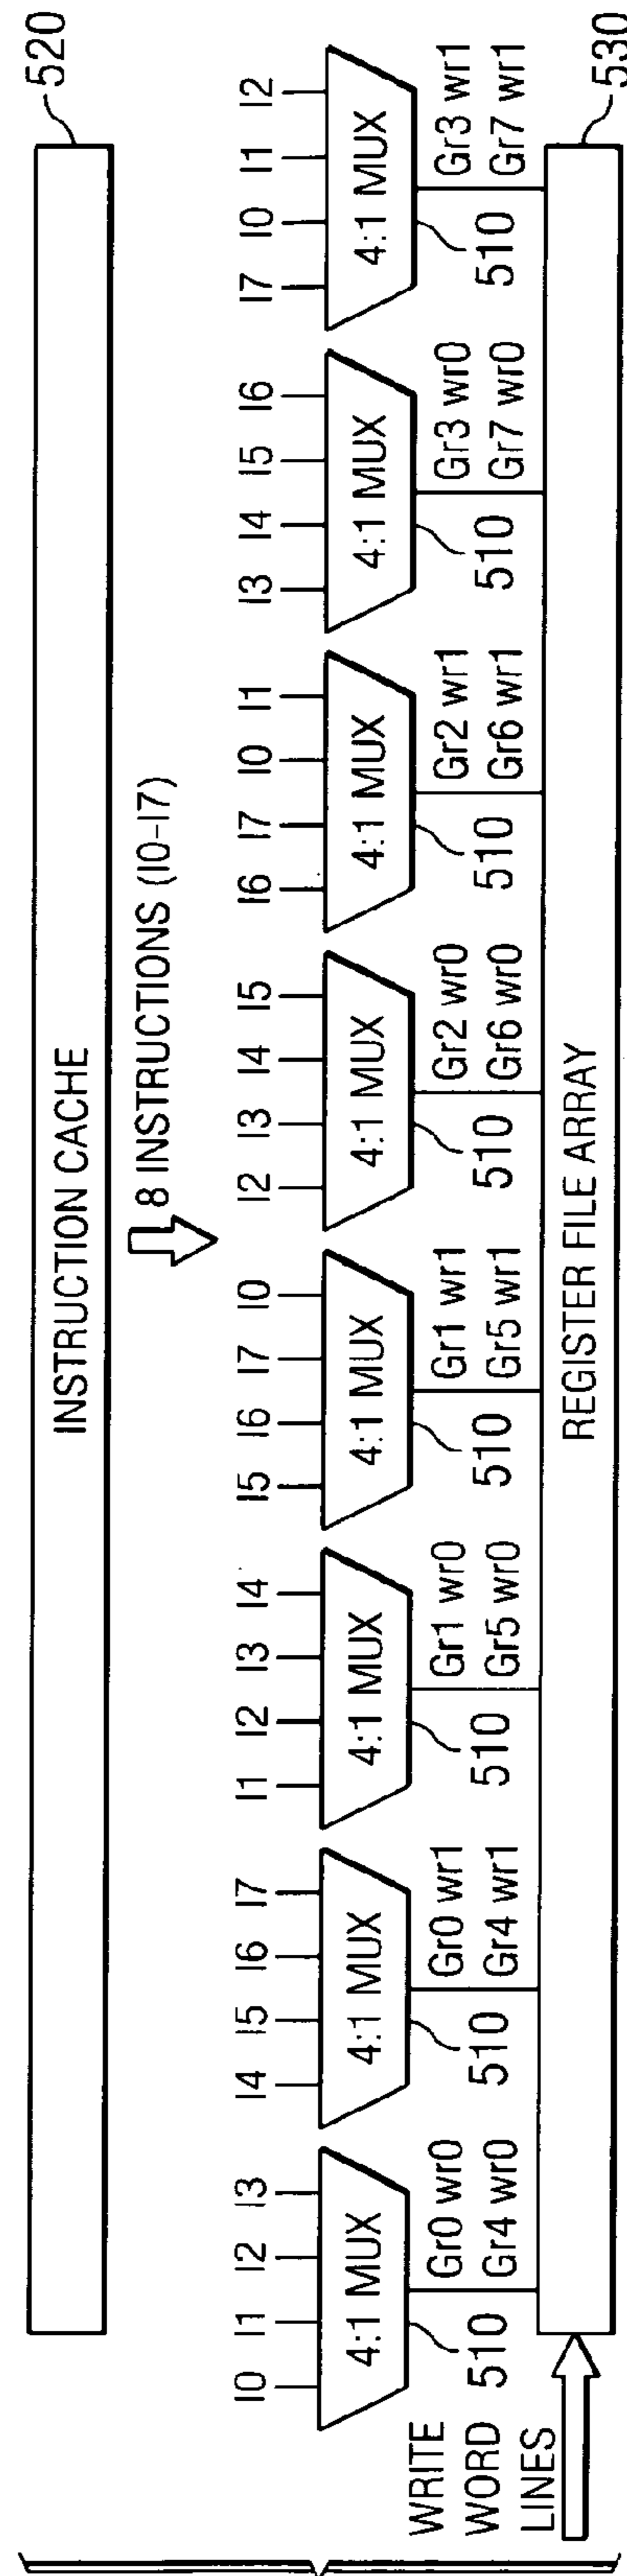 520
INSTRUCTION CACHE
8 INSTRUCTIONS (I0-I7)
I0 I1 I2 I3
I4 I5 I6 I7
I1 I2 I3 I4
I5 I6 I7 I0
I2 I3 I4 I5
I6 I7 I0 I1
I3 I4 I5 I6
I7 I0 I1 I2
4:1 MUX
4:1 MUX
4:1 MUX
4:1 MUX
4:1 MUX
4:1 MUX
4:1 MUX
4:1 MUX
WRITE
WORD
LINES
510
Gr0 wr0
Gr4 wr0
510
Gr0 wr1
Gr4 wr1
510
Gr1 wr0
Gr5 wr0
510
Gr1 wr1
Gr5 wr1
510
Gr2 wr0
Gr6 wr0
510
Gr2 wr1
Gr6 wr1
510
Gr3 wr0
Gr7 wr0
510
Gr3 wr1
Gr7 wr1
REGISTER FILE ARRAY
530